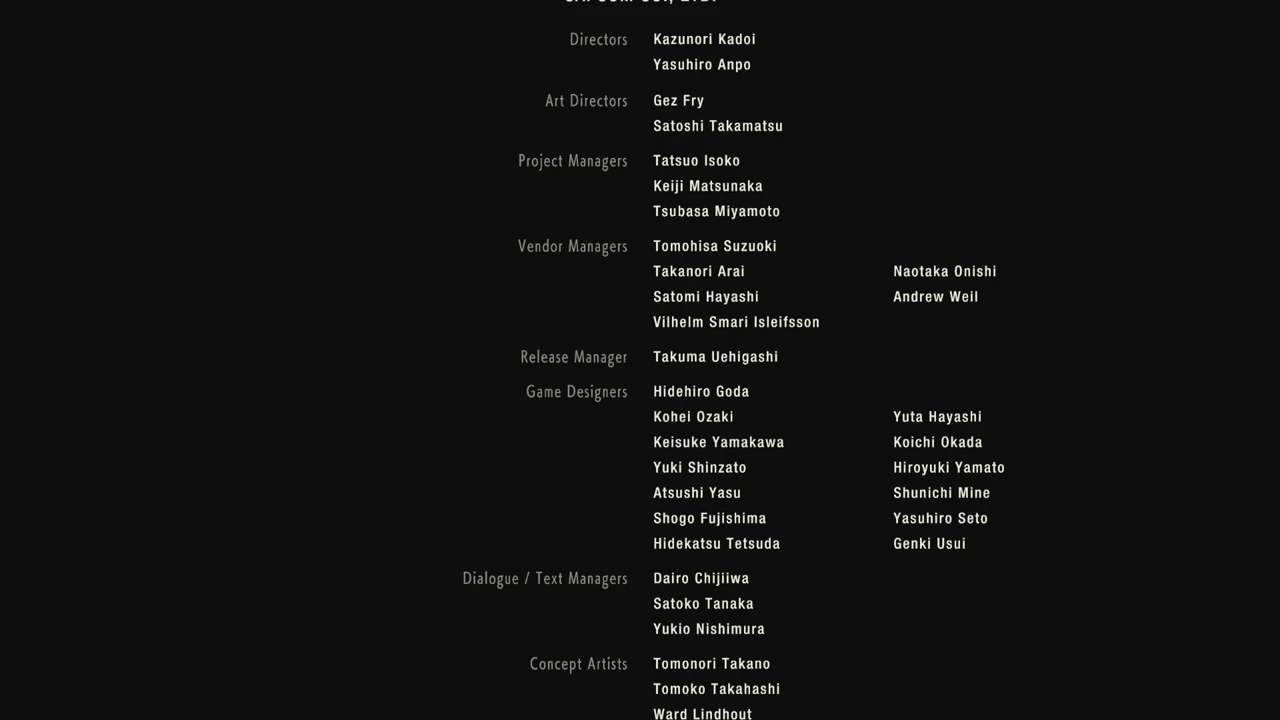 Directors Kazunori Kadoi
Yasuhiro Anpo
Art Directors Gez Fry
Satoshi Takamatsu
Project Managers Tatsuo Isoko
Keiji Matsunaka
Tsubasa Miyamoto
Vendor Managers Tomohisa Suzuoki
Takanori Arai Naotaka Onishi
Satomi Hayashi Andrew Weil
Vilhelm Smari Isleifsson
Release Manager Takuma Uehigashi
Game Designers Hidehiro Goda
Kohei Ozaki Yuta Hayashi
Keisuke Yamakawa Koichi Okada
Yuki Shinzato Hiroyuki Yamato
Atsushi Yasu Shunichi Mine
Shogo Fujishima Yasuhiro Seto
Hidekatsu Tetsuda Genki Usui
Dialogue / Text Managers Dairo Chijiiwa
Satoko Tanaka
Yukio Nishimura
Concept Artists Tomonori Takano
Tomoko Takahashi
Ward Lindhout